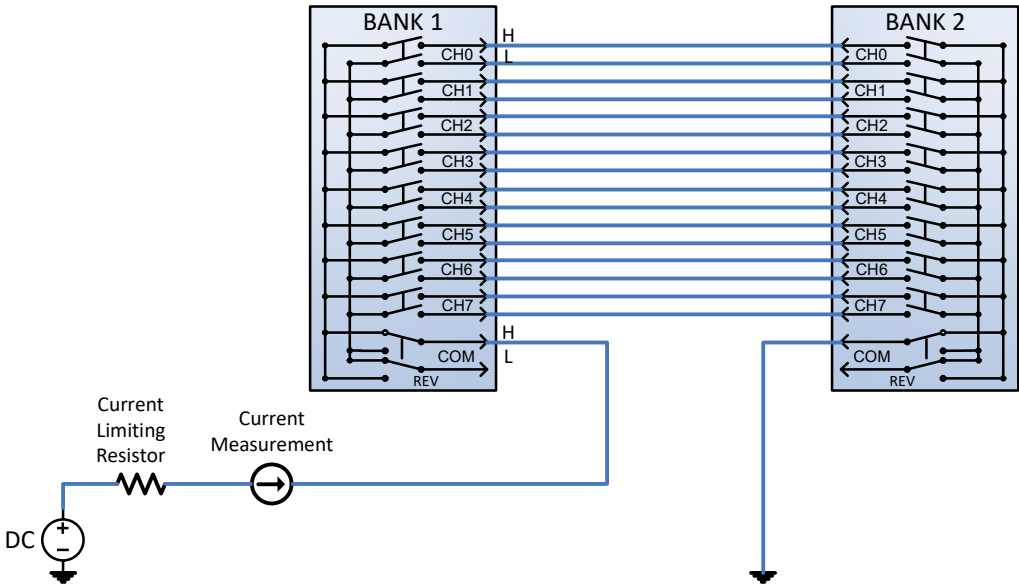 BANK 1
BANK 2
H
L
CH0
CH0
CH1
CH1
CH2
CH2
CH3
CH3
CH4
CH4
CH5
CH5
CH6
CH6
CH7
CH7
H
L
COM
COM
REV
REV
Current
Limiting
Resistor
Current
Measurement
DC
+
−